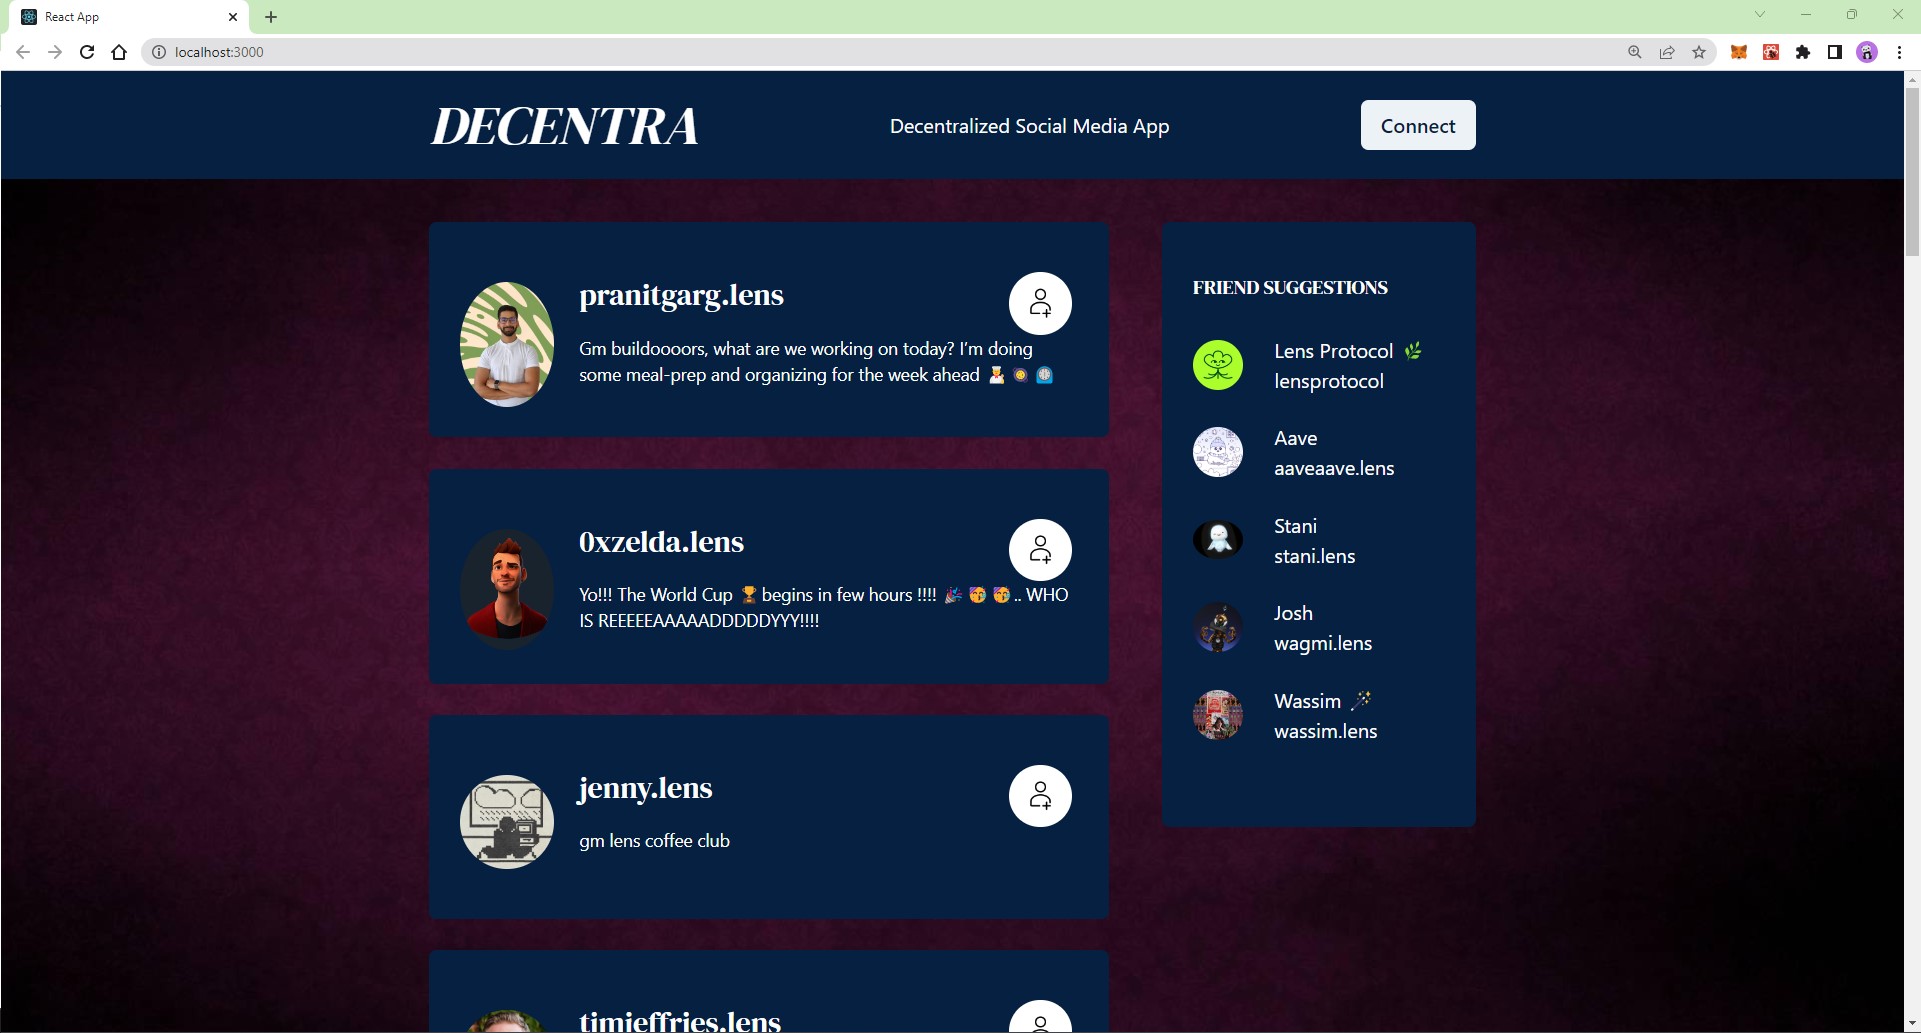 React App
localhost:3000
DECENTRA
Decentralized Social Media App
Connect
pranitgarg.lens
Gm buildoooors, what are we working on today? I'm doing
some meal-prep and organizing for the week ahead 👨‍🍳 🥘 ⏲️
0xzelda.lens
Yo!!! The World Cup 🏆 begins in few hours !!!! 🎉 🥳 🥳 .. WHO
IS REEEEEAAAAADDDDDYYY!!!!
jenny.lens
gm lens coffee club
timjeffries.lens
FRIEND SUGGESTIONS
Lens Protocol 🌿
lensprotocol
Aave
aaveaave.lens
Stani
stani.lens
Josh
wagmi.lens
Wassim 🪄
wassim.lens